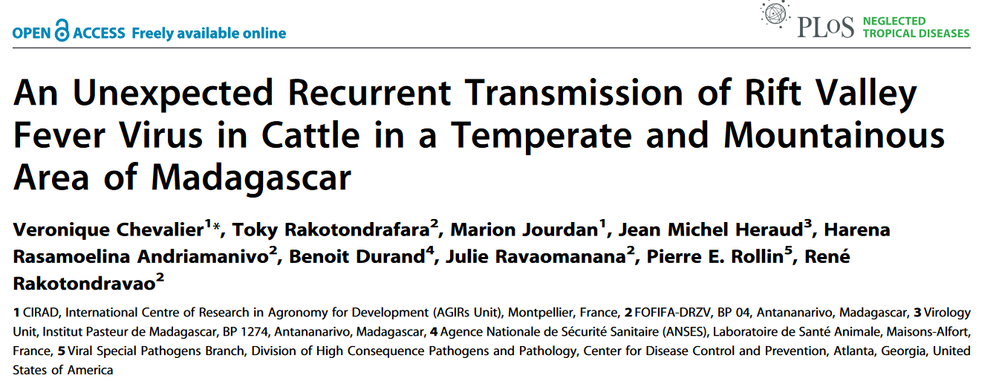 OPEN ACCESS Freely available online
PLoS NEGLECTED
TROPICAL DISEASES
An Unexpected Recurrent Transmission of Rift Valley
Fever Virus in Cattle in a Temperate and Mountainous
Area of Madagascar
Veronique Chevalier1*, Toky Rakotondrafara2, Marion Jourdan1, Jean Michel Heraud3, Harena
Rasamoelina Andriamanivo2, Benoit Durand4, Julie Ravaomanana2, Pierre E. Rollin5, René
Rakotondravao2
1 CIRAD, International Centre of Research in Agronomy for Development (AGIRs Unit), Montpellier, France, 2 FOFIFA-DRZV, BP 04, Antananarivo, Madagascar, 3 Virology
Unit, Institut Pasteur de Madagascar, BP 1274, Antananarivo, Madagascar, 4 Agence Nationale de Sécurité Sanitaire (ANSES), Laboratoire de Santé Animale, Maisons-Alfort,
France, 5 Viral Special Pathogens Branch, Division of High Consequence Pathogens and Pathology, Center for Disease Control and Prevention, Atlanta, Georgia, United
States of America